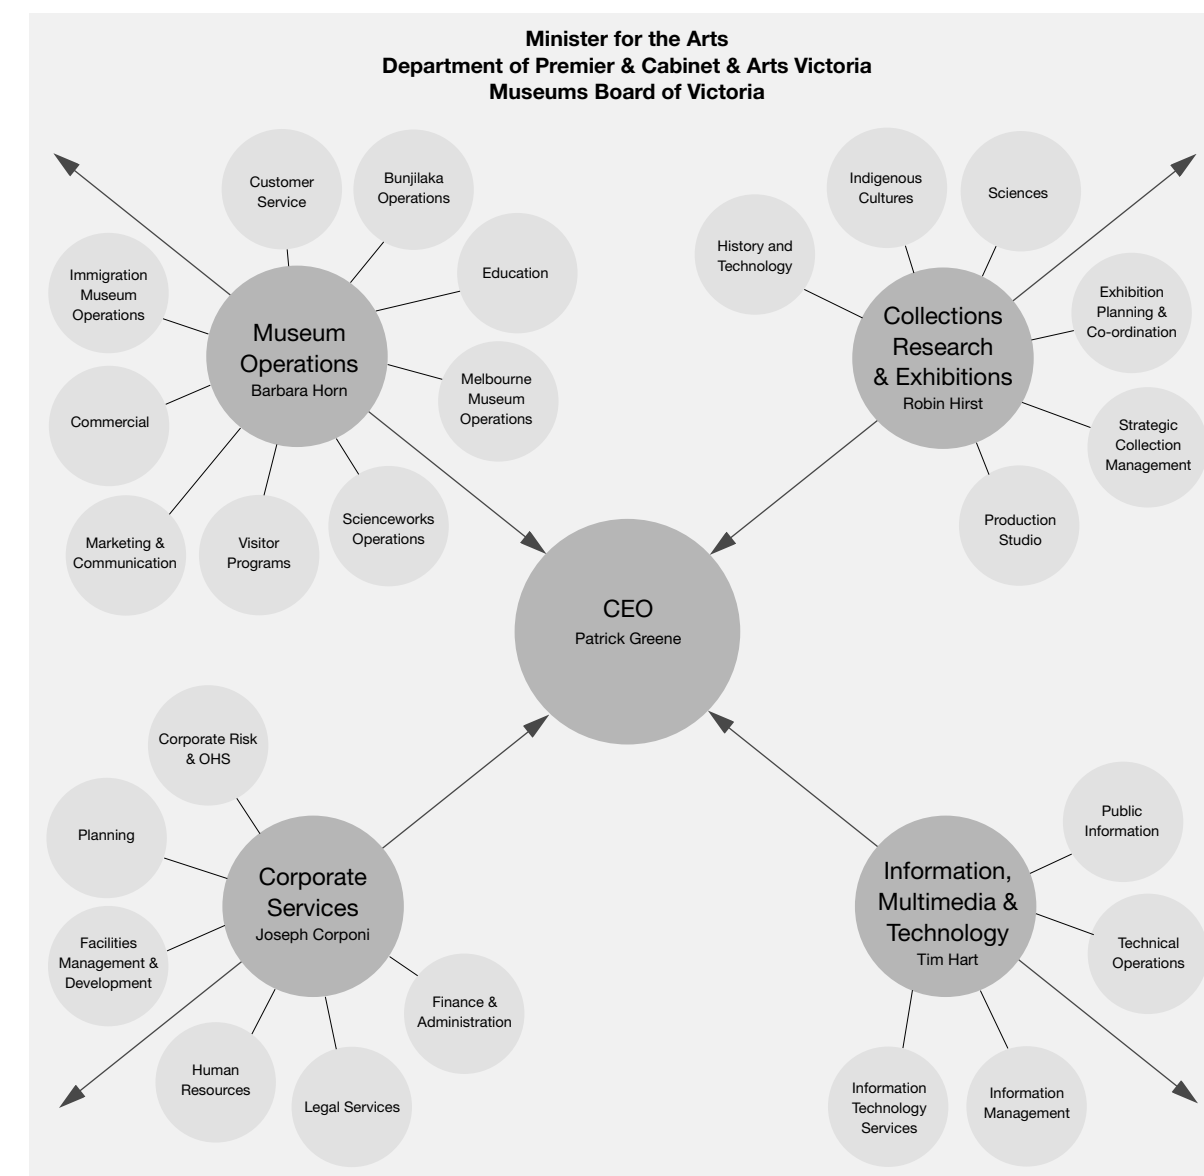 Minister for the Arts
Department of Premier & Cabinet & Arts Victoria
Museums Board of Victoria
Customer
Service
Bunjilaka
Operations
Education
Immigration
Museum
Operations
Museum
Operations
Barbara Horn
Melbourne
Museum
Operations
Commercial
Marketing &
Communication
Visitor
Programs
Scienceworks
Operations
Indigenous
Cultures
Sciences
History and
Technology
Exhibition
Planning &
Co-ordination
Collections
Research
& Exhibitions
Robin Hirst
Strategic
Collection
Management
Production
Studio
CEO
Patrick Greene
Corporate Risk
& OHS
Planning
Corporate
Services
Joseph Corponi
Facilities
Management &
Development
Finance &
Administration
Human
Resources
Legal Services
Public
Information
Information,
Multimedia &
Technology
Tim Hart
Technical
Operations
Information
Technology
Services
Information
Management